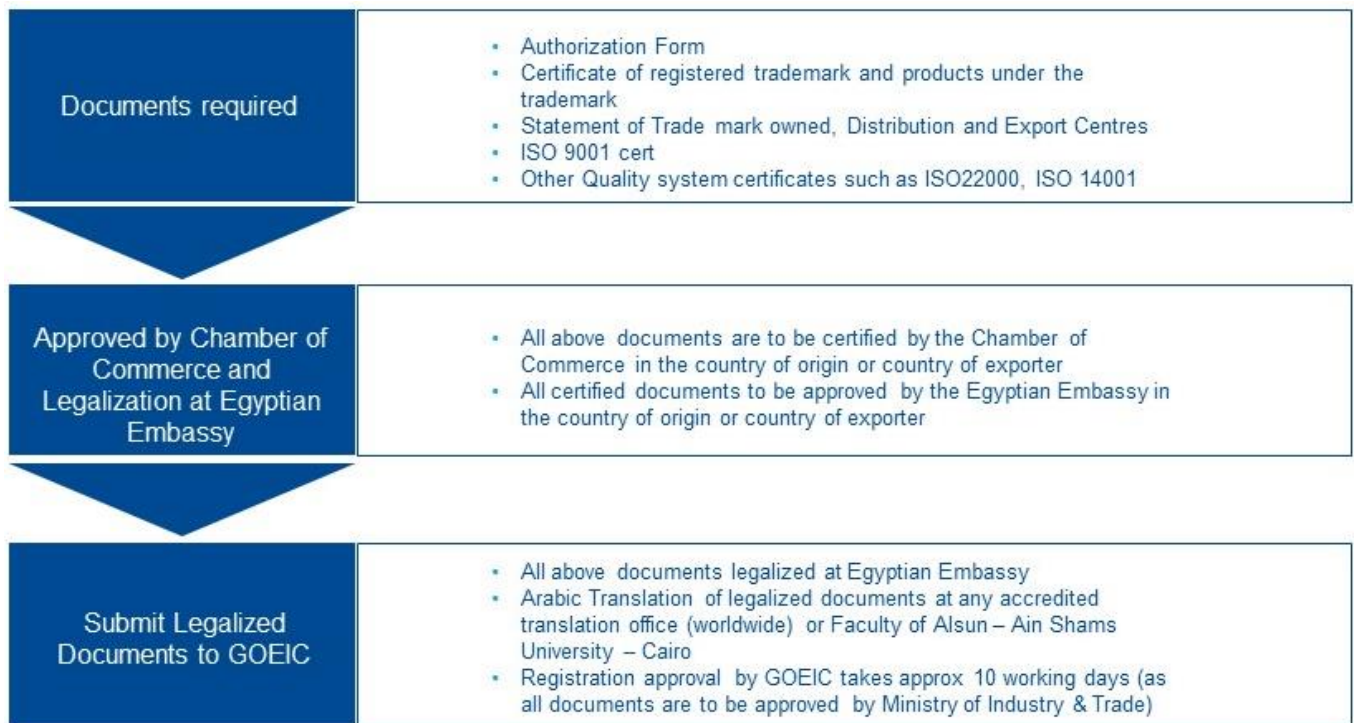 Documents required
• Authorization Form
• Certificate of registered trademark and products under the
trademark
• Statement of Trade mark owned, Distribution and Export Centres
• ISO 9001 cert
• Other Quality system certificates such as ISO22000, ISO 14001
Approved by Chamber of
Commerce and
Legalization at Egyptian
Embassy
• All above documents are to be certified by the Chamber of
Commerce in the country of origin or country of exporter
• All certified documents to be approved by the Egyptian Embassy in
the country of origin or country of exporter
Submit Legalized
Documents to GOEIC
• All above documents legalized at Egyptian Embassy
• Arabic Translation of legalized documents at any accredited
translation office (worldwide) or Faculty of Alsun – Ain Shams
University – Cairo
• Registration approval by GOEIC takes approx 10 working days (as
all documents are to be approved by Ministry of Industry & Trade)